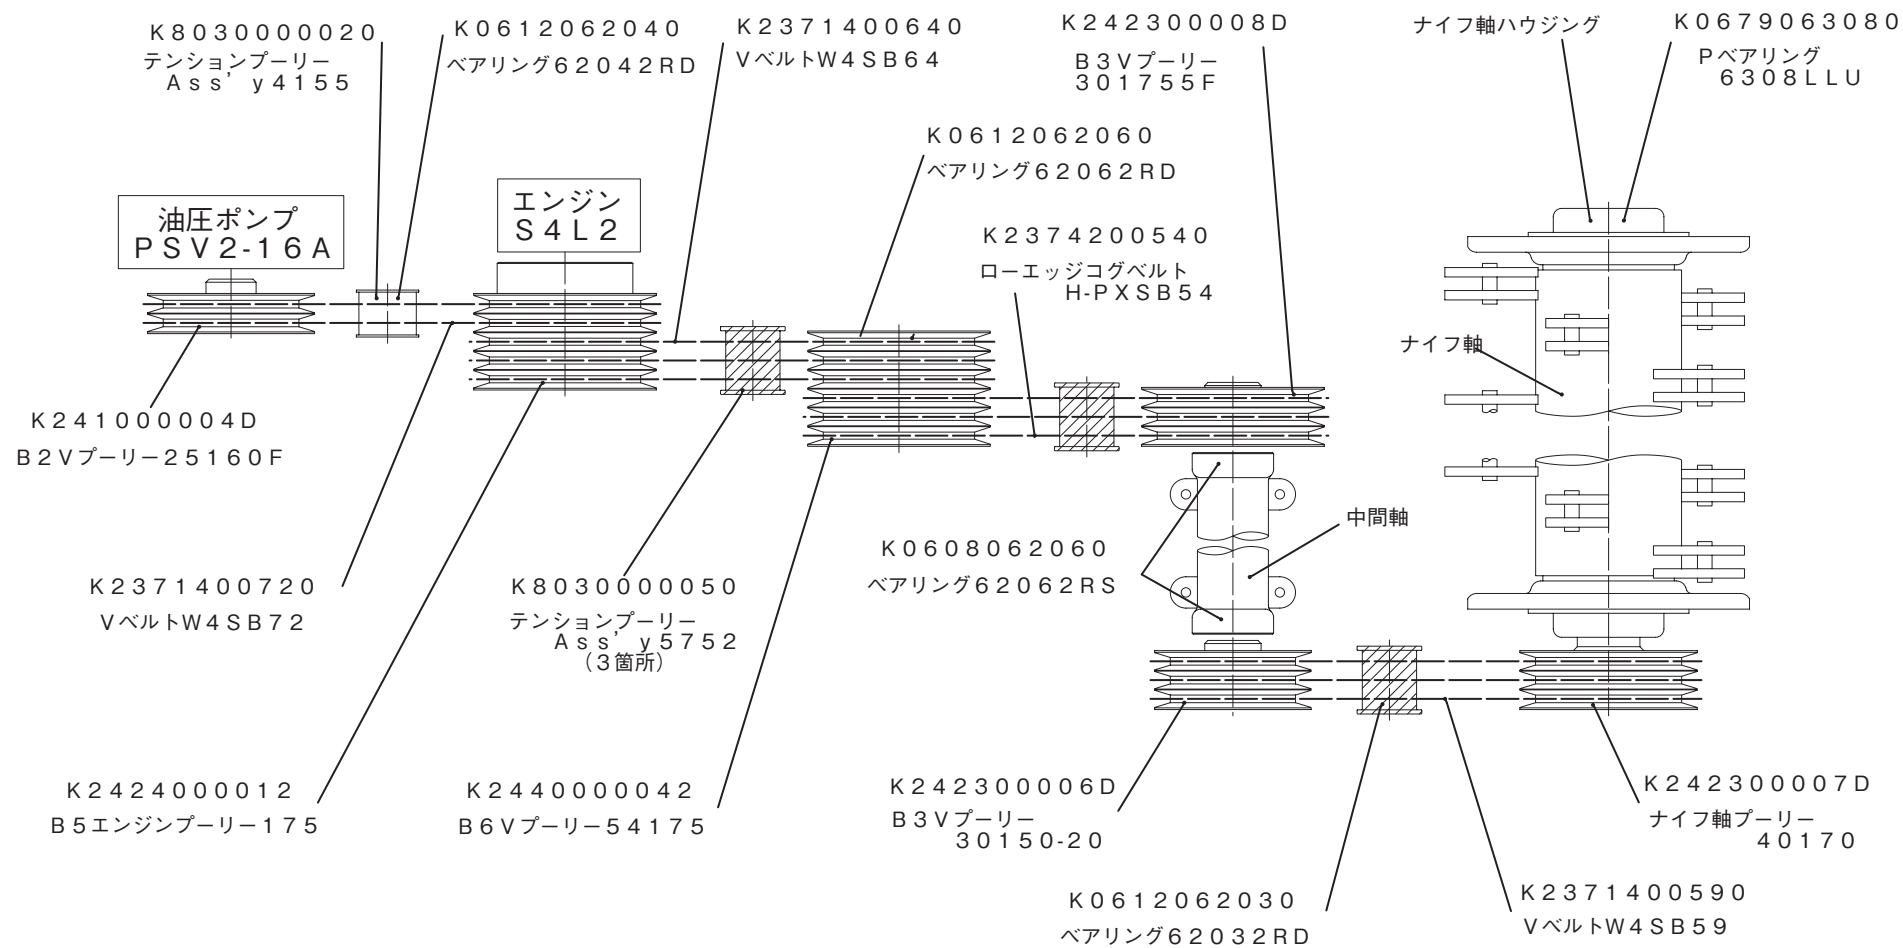 K8030000020
テンションプーリー
Ass’y4155
K0612062040
ベアリング62042RD
K2371400640
VベルトW4SB64
K242300008D
B3Vプーリー
301755F
ナイフ軸ハウジング
K0679063080
Pベアリング
6308LLU
K0612062060
ベアリング62062RD
油圧ポンプ
PSV2-16A
エンジン
S4L2
K2374200540
ローエッジコグベルト
H-PXSB54
ナイフ軸
K241000004D
B2Vプーリー25160F
中間軸
K2371400720
VベルトW4SB72
K8030000050
テンションプーリー
Ass’y5752
(3箇所)
K0608062060
ベアリング62062RS
K2424000012
B5エンジンプーリー175
K2440000042
B6Vプーリー54175
K242300006D
B3Vプーリー
30150-20
K242300007D
ナイフ軸プーリー
40170
K0612062030
ベアリング62032RD
K2371400590
VベルトW4SB59